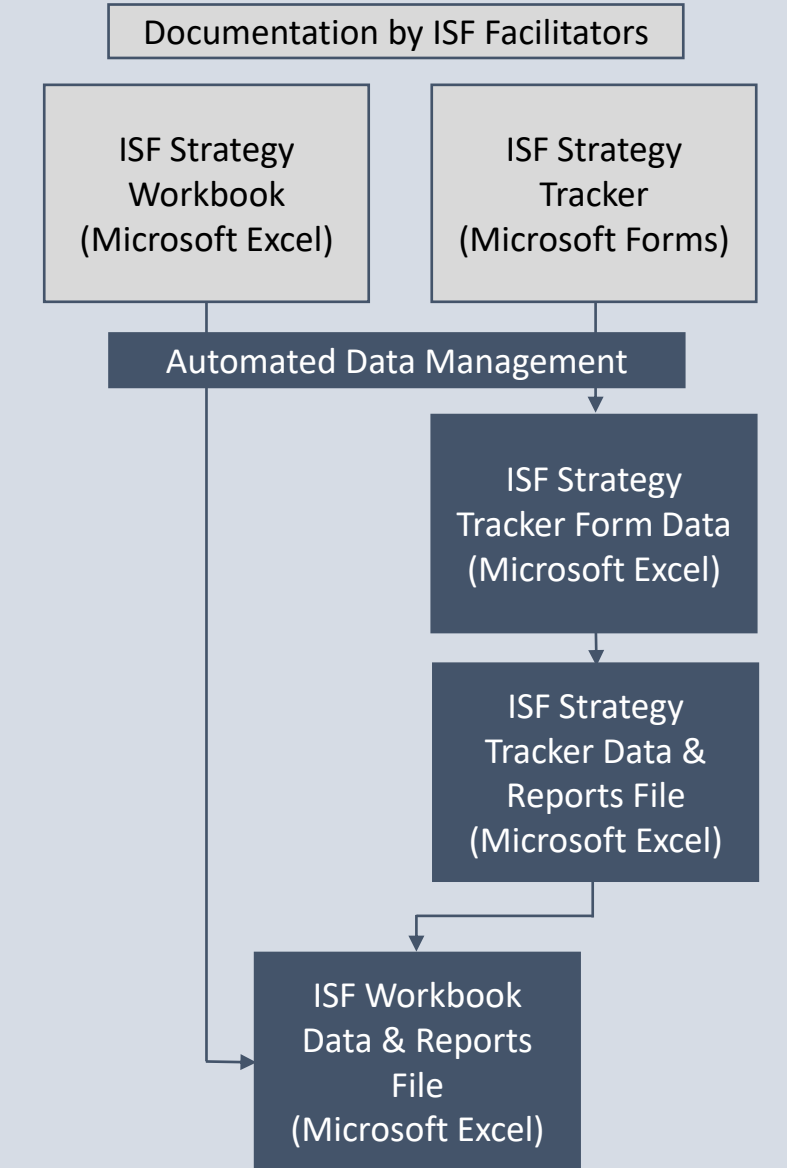 Documentation by ISF Facilitators
ISF Strategy
Workbook
(Microsoft Excel)
ISF Strategy
Tracker
(Microsoft Forms)
Automated Data Management
ISF Strategy
Tracker Form Data
(Microsoft Excel)
ISF Strategy
Tracker Data &
Reports File
(Microsoft Excel)
ISF Workbook
Data & Reports
File
(Microsoft Excel)